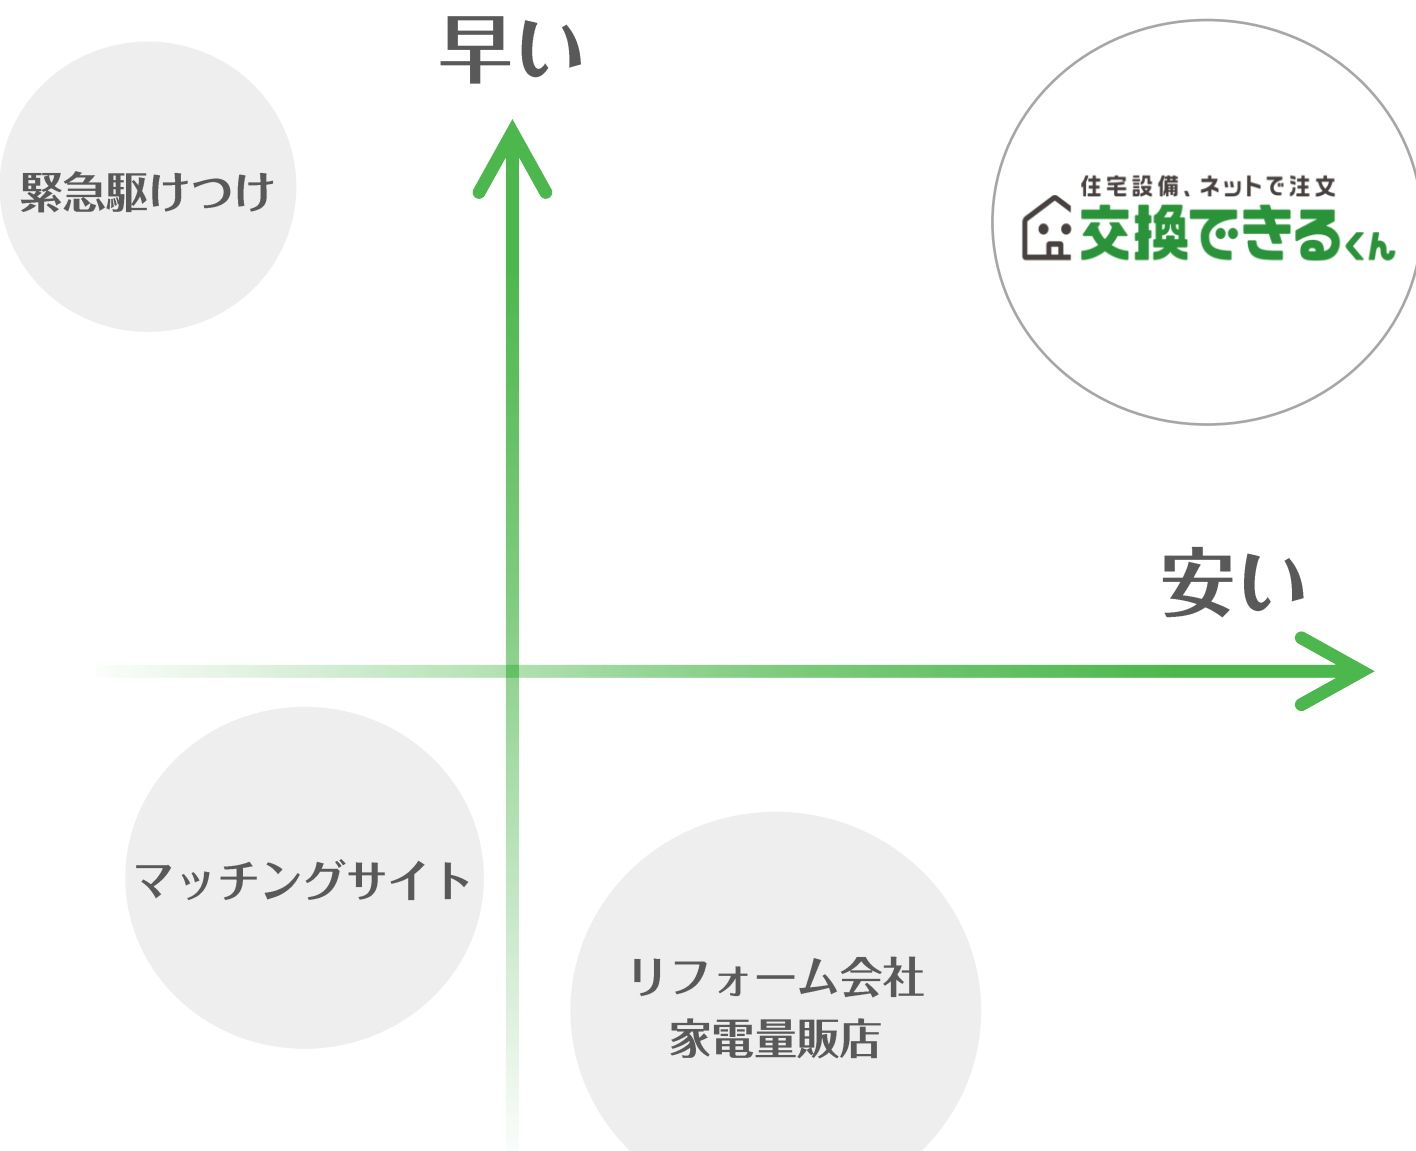 早い
緊急駆けつけ
住宅設備、ネットで注文
交換できるくん
安い
マッチングサイト
リフォーム会社
家電量販店